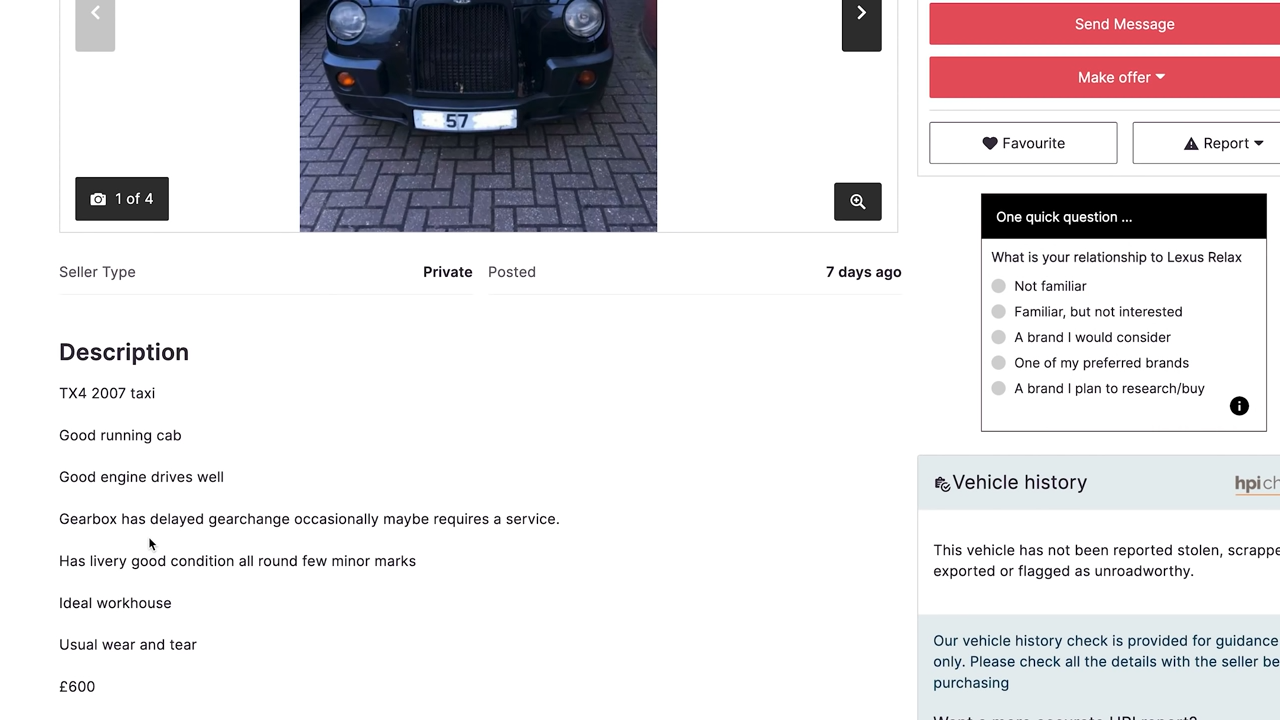 Send Message
Make offer
57
Favourite
Report
1 of 4
One quick question ...
What is your relationship to Lexus Relax
Not familiar
Familiar, but not interested
A brand I would consider
One of my preferred brands
A brand I plan to research/buy
Seller Type Private Posted 7 days ago
Description
TX4 2007 taxi
Good running cab
Good engine drives well
Gearbox has delayed gearchange occasionally maybe requires a service.
Has livery good condition all round few minor marks
Ideal workhouse
Usual wear and tear
£600
Vehicle history
hpi ch
This vehicle has not been reported stolen, scrappe
exported or flagged as unroadworthy.
Our vehicle history check is provided for guidance
only. Please check all the details with the seller be
purchasing